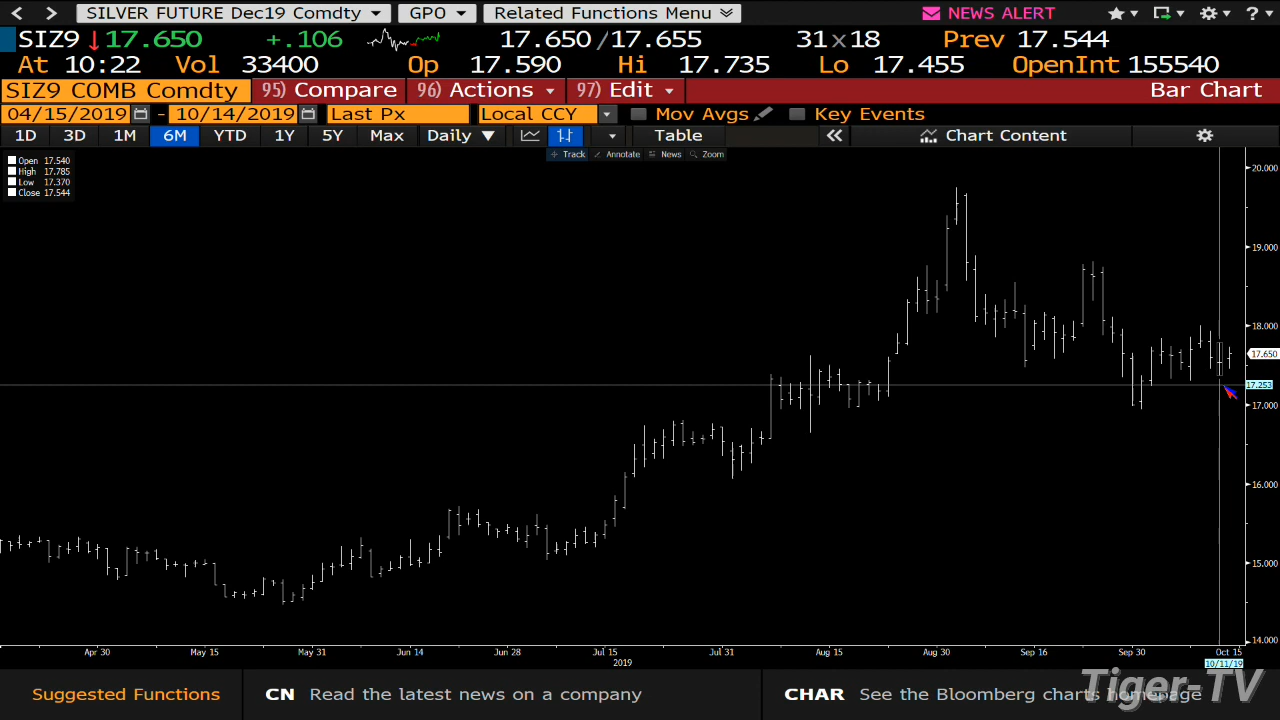 SILVER FUTURE Dec19 Comdty GPO Related Functions Menu NEWS ALERT ?
SIZ9 ↓17.650 +.106 17.650/17.655 31x18 Prev 17.544
At 10:22 Vol 33400 Op 17.590 Hi 17.735 Lo 17.455 OpenInt 155540
SIZ9 COMB Comdty 95) Compare 96) Actions 97) Edit Bar Chart
04/15/2019 - 10/14/2019 Last Px Local CCY Mov Avgs Key Events
1D 3D 1M 6M YTD 1Y 5Y Max Daily ▼ Table « Chart Content
Track Annotate News Zoom
Open 17.540
High 17.785
Low 17.370
Close 17.544
20.000
19.000
18.000
17.650
17.253
17.000
16.000
15.000
14.000
Apr 30 May 15 May 31 Jun 14 Jun 28 Jul 15 Jul 31 Aug 15 Aug 30 Sep 16 Sep 30 Oct 15
2019 10/11/19
Suggested Functions CN Read the latest news on a company CHAR See the Bloomberg charts homepage
Tiger-TV